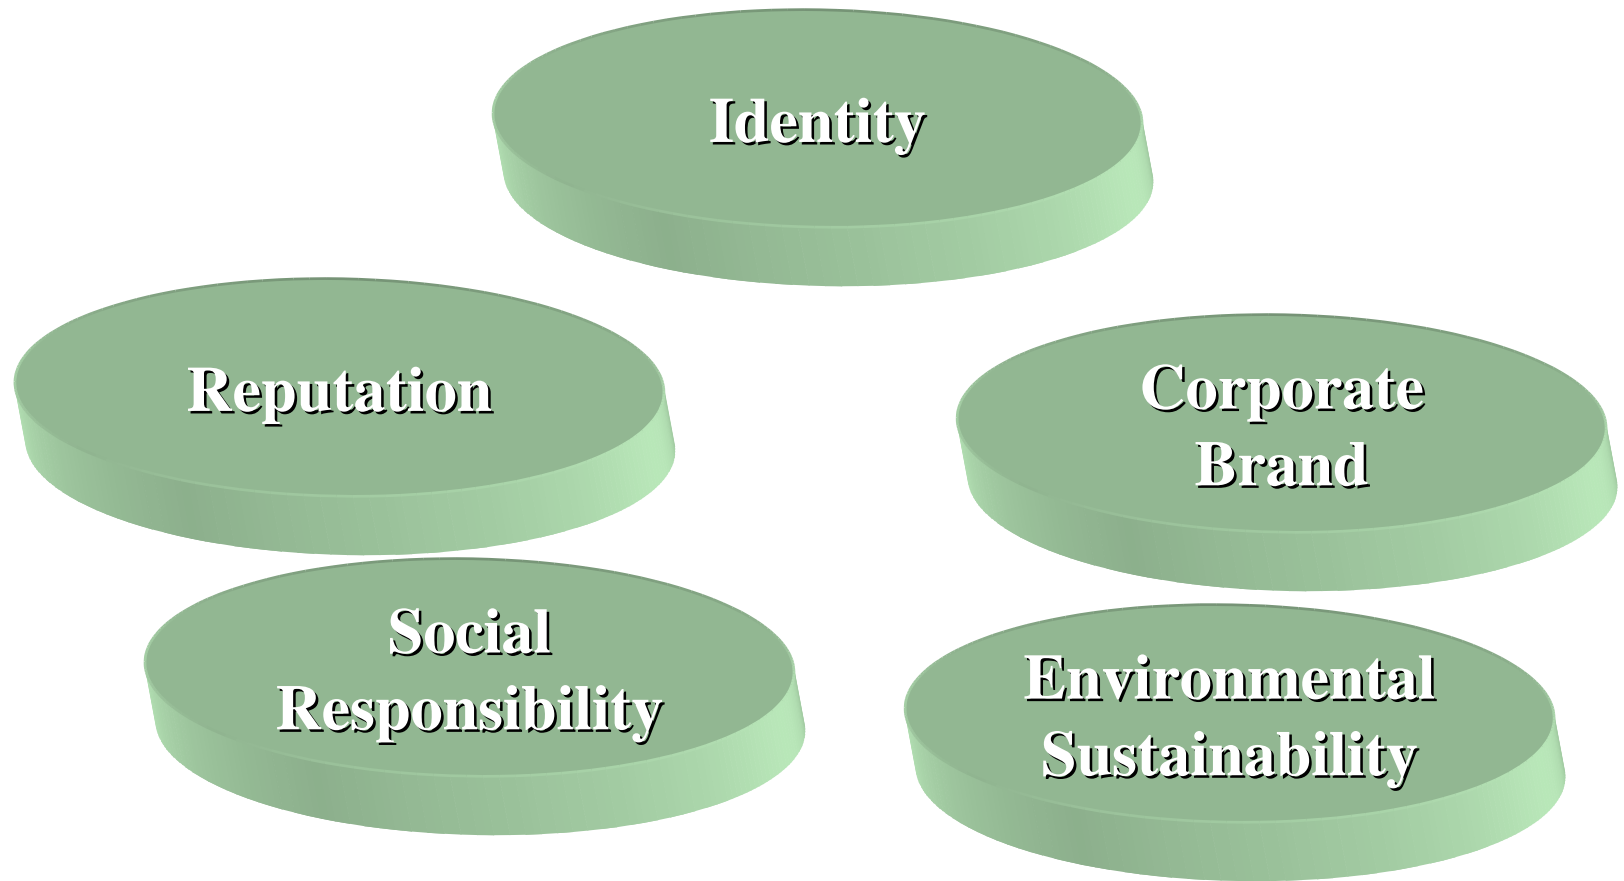 Identity
Reputation
Corporate
Brand
Social
Responsibility
Environmental
Sustainability